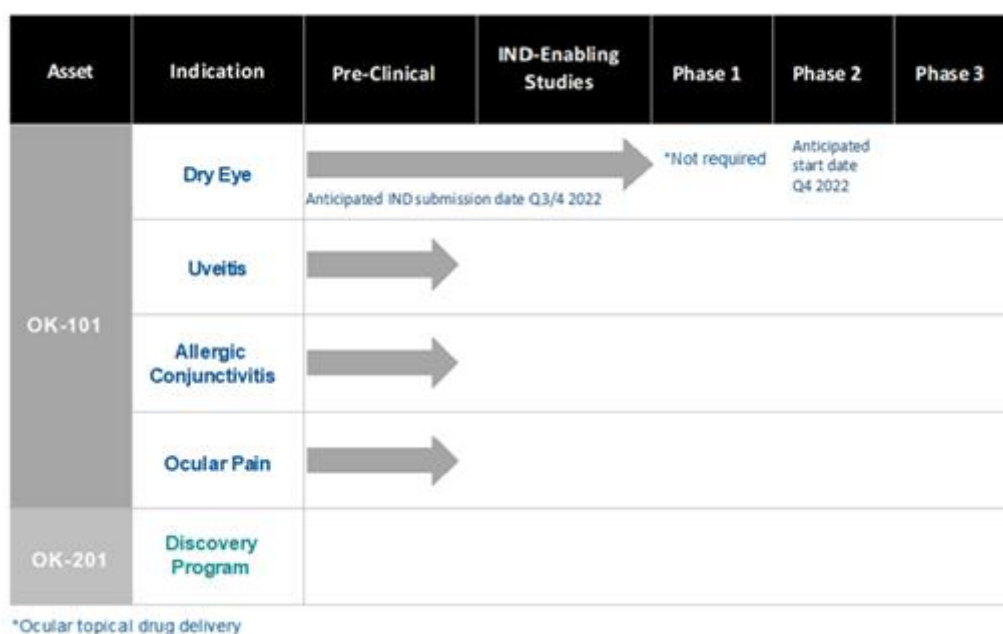 Asset
Indication
Pre-Clinical
IND-Enabling
Studies
Phase 1
Phase 2
Phase 3
OK-101
Dry Eye
Anticipated IND submission date Q3/4 2022
*Not required
Anticipated
start date
Q4 2022
Uveitis
Allergic
Conjunctivitis
Ocular Pain
OK-201
Discovery
Program
*Ocular topical drug delivery